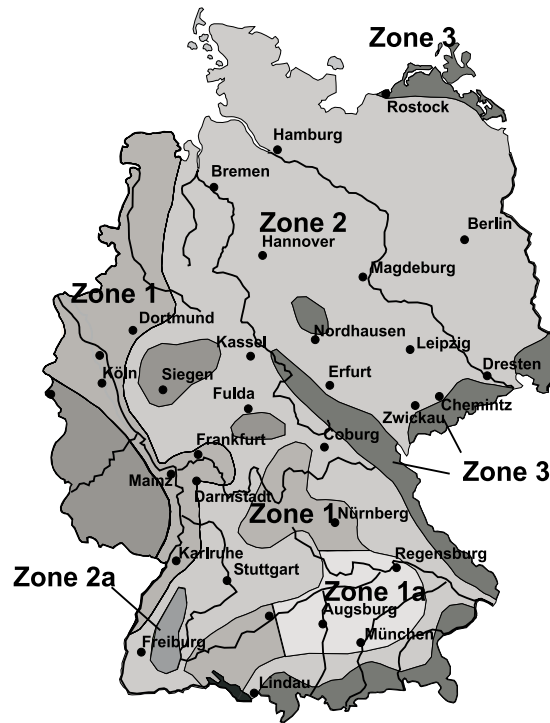 Zone 3
Rostock
Hamburg
Bremen
Berlin
Zone 2
Hannover
Magdeburg
Zone 1
Dortmund
Nordhausen
Kassel
Leipzig
Dresten
Köln
Siegen
Erfurt
Fulda
Chemintz
Zwickau
Coburg
Frankfurt
Zone 3
Mainz
Darmstadt
Zone 1
Nürnberg
Karlruhe
Regensburg
Stuttgart
Zone 2a
Zone 1a
Augsburg
Freiburg
München
Lindau